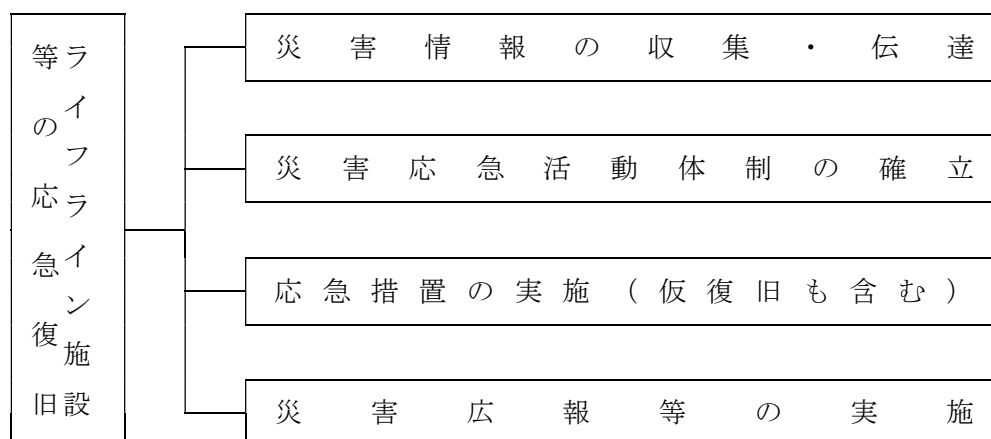 ライフライン施設
等の応急復旧
災害情報の収集・伝達
災害応急活動体制の確立
応急措置の実施(仮復旧も含む)
災害広報等の実施